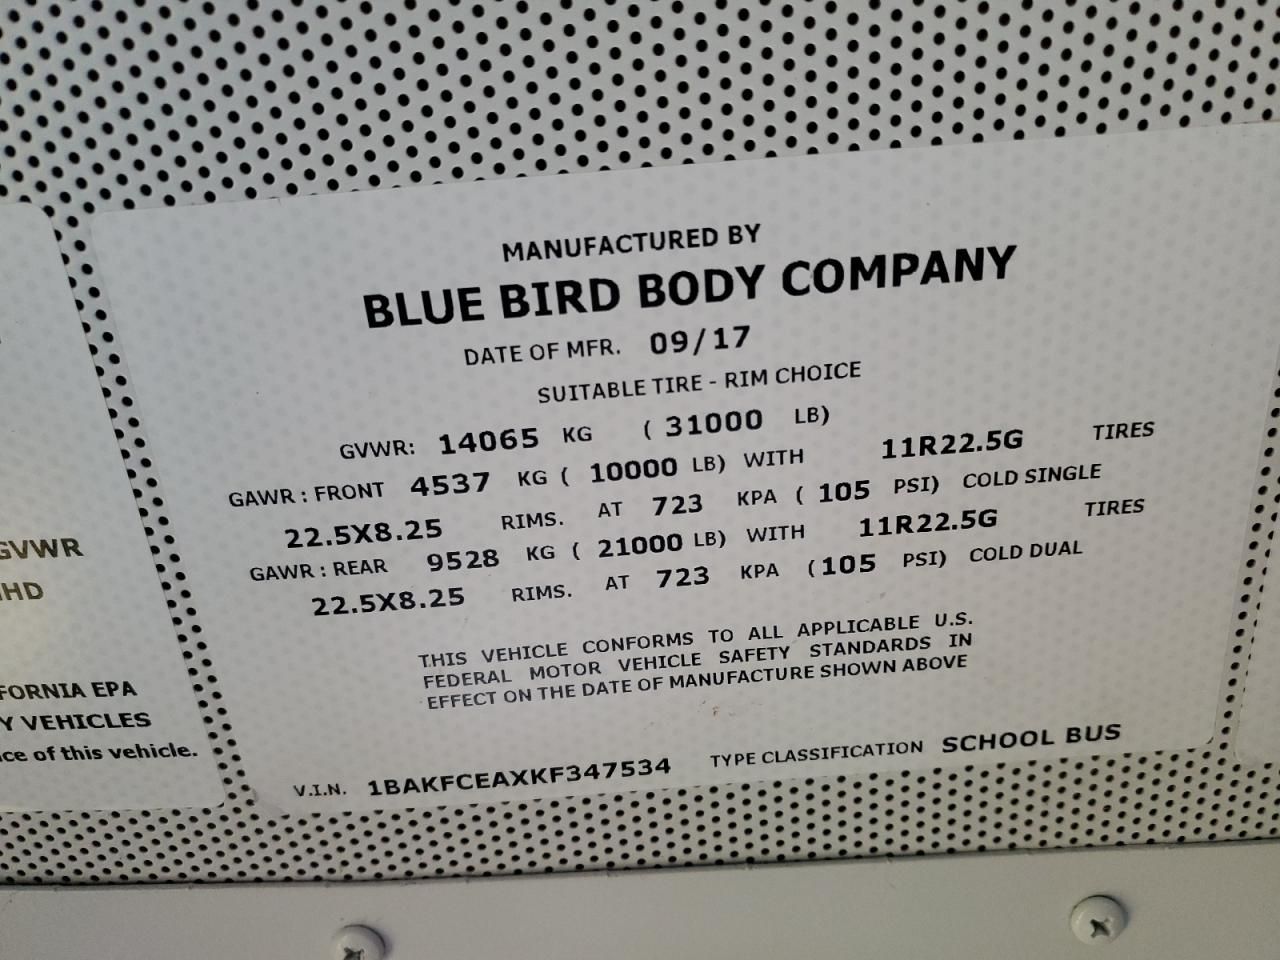 MANUFACTURED BY
BLUE BIRD BODY COMPANY
DATE OF MFR. 09/17
SUITABLE TIRE - RIM CHOICE
GVWR: 14065 KG ( 31000 LB)
GAWR : FRONT 4537 KG ( 10000 LB) WITH 11R22.5G TIRES
22.5X8.25 RIMS. AT 723 KPA ( 105 PSI) COLD SINGLE
GAWR : REAR 9528 KG ( 21000 LB) WITH 11R22.5G TIRES
22.5X8.25 RIMS. AT 723 KPA (105 PSI) COLD DUAL
THIS VEHICLE CONFORMS TO ALL APPLICABLE U.S.
FEDERAL MOTOR VEHICLE SAFETY STANDARDS IN
EFFECT ON THE DATE OF MANUFACTURE SHOWN ABOVE
V.I.N. 1BAKFCEAXKF347534 TYPE CLASSIFICATION SCHOOL BUS
GVWR
HD
FORNIA EPA
Y VEHICLES
ce of this vehicle.